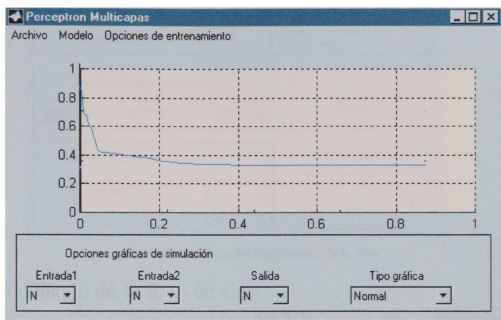 Perceptron Multicapas
Archivo Modelo Opciones de entrenamiento
1
0.8
0.6
0.4
0.2
0
0 0.2 0.4 0.6 0.8 1
Opciones gráficas de simulación
Entrada1 Entrada2 Salida Tipo gráfica
N N N Normal